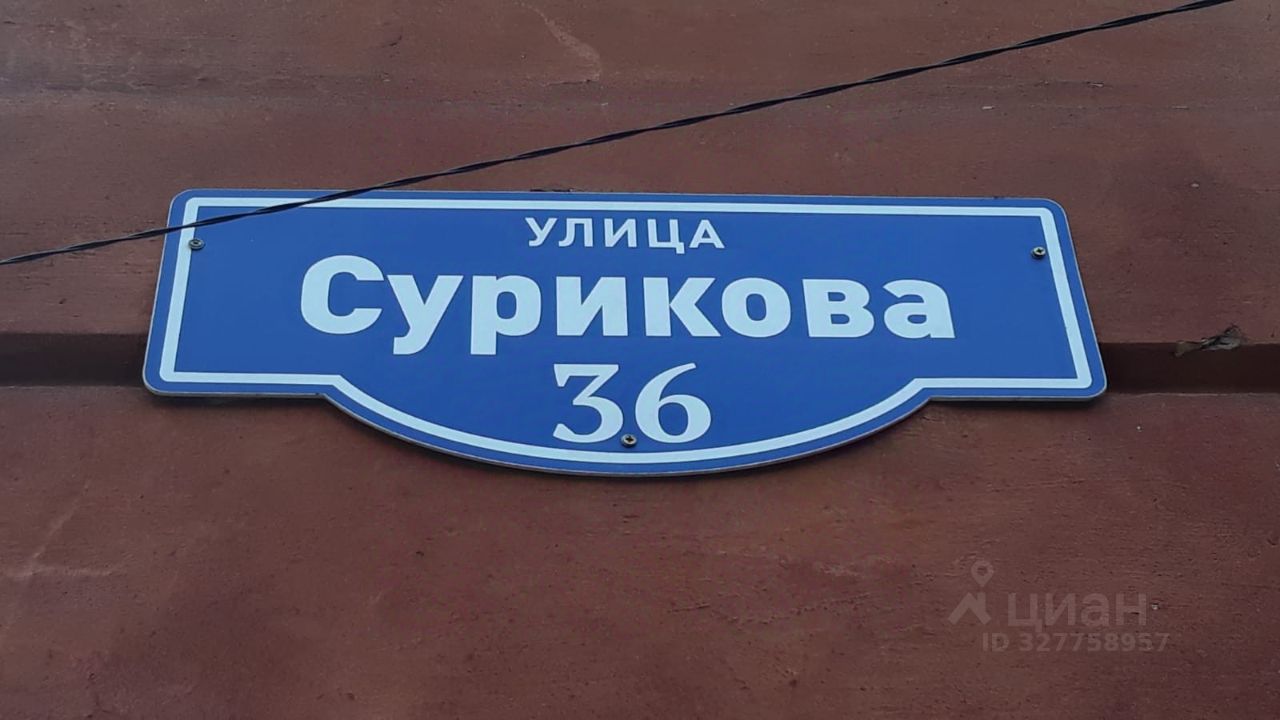 УЛИЦА
Сурикова
36
циан
ID 327758957